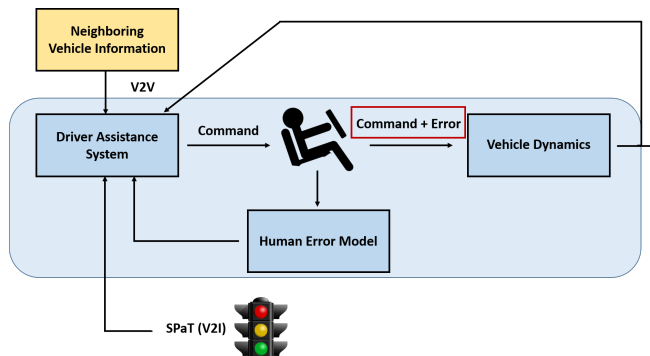 Neighboring
Vehicle Information
V2V
Driver Assistance
System
Command
Command + Error
Vehicle Dynamics
Human Error Model
SPaT (V2I)